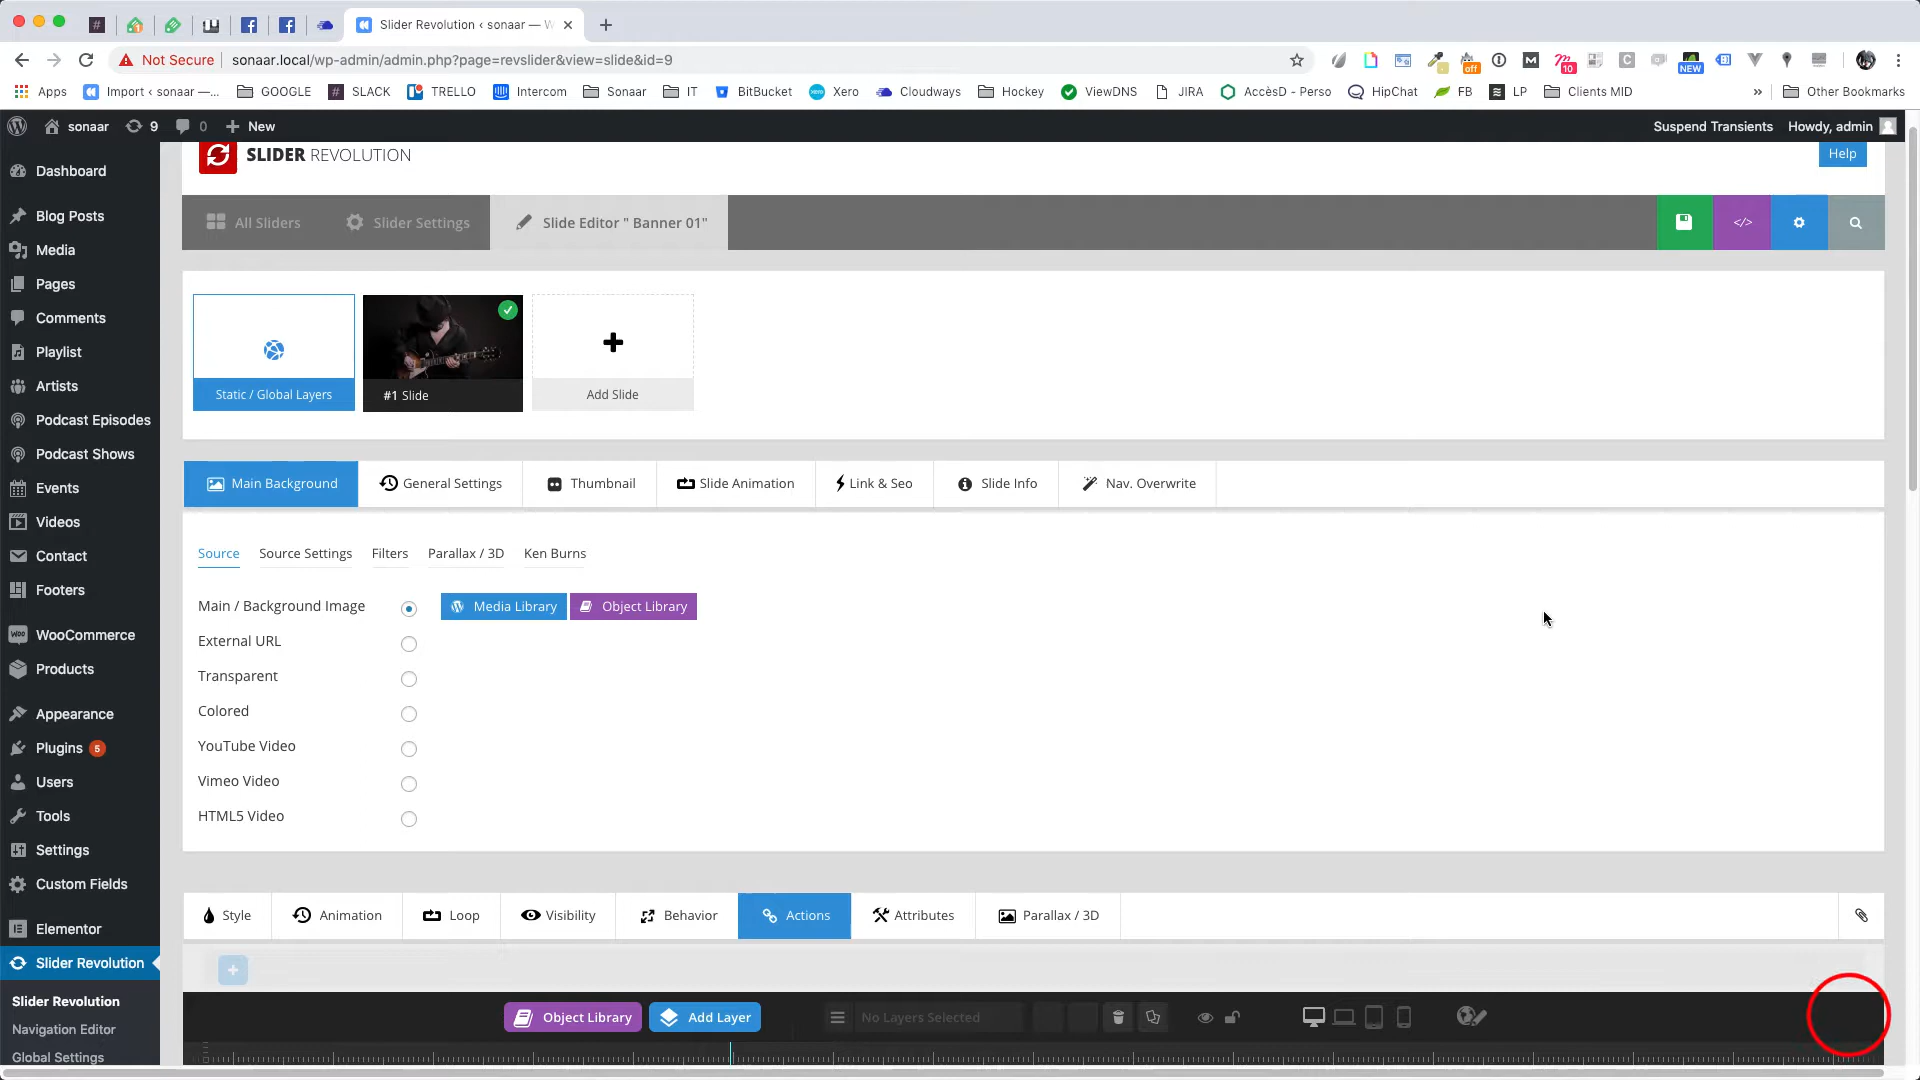 Slider Revolution ‹ sonaar — W
Not Secure sonaar.local/wp-admin/admin.php?page=revslider&view=slide&id=9
off 10 NEW
Apps Import ‹ sonaar —... GOOGLE SLACK TRELLO Intercom Sonaar IT BitBucket Xero Cloudways Hockey ViewDNS JIRA AccèsD - Perso HipChat FB LP Clients MID » Other Bookmarks
sonaar 9 0 New Suspend Transients Howdy, admin
SLIDER REVOLUTION Help
Dashboard
Blog Posts
Media
Pages
Comments
Playlist
Artists
Podcast Episodes
Podcast Shows
Events
Videos
Contact
Footers
WooCommerce
Products
Appearance
Plugins 5
Users
Tools
Settings
Custom Fields
Elementor
Slider Revolution
Slider Revolution
Navigation Editor
Global Settings
All Sliders Slider Settings Slide Editor " Banner 01" </>
Static / Global Layers #1 Slide Add Slide
Main Background General Settings Thumbnail Slide Animation Link & Seo Slide Info Nav. Overwrite
Source Source Settings Filters Parallax / 3D Ken Burns
Main / Background Image Media Library Object Library
External URL
Transparent
Colored
YouTube Video
Vimeo Video
HTML5 Video
Style Animation Loop Visibility Behavior Actions Attributes Parallax / 3D
Object Library Add Layer No Layers Selected